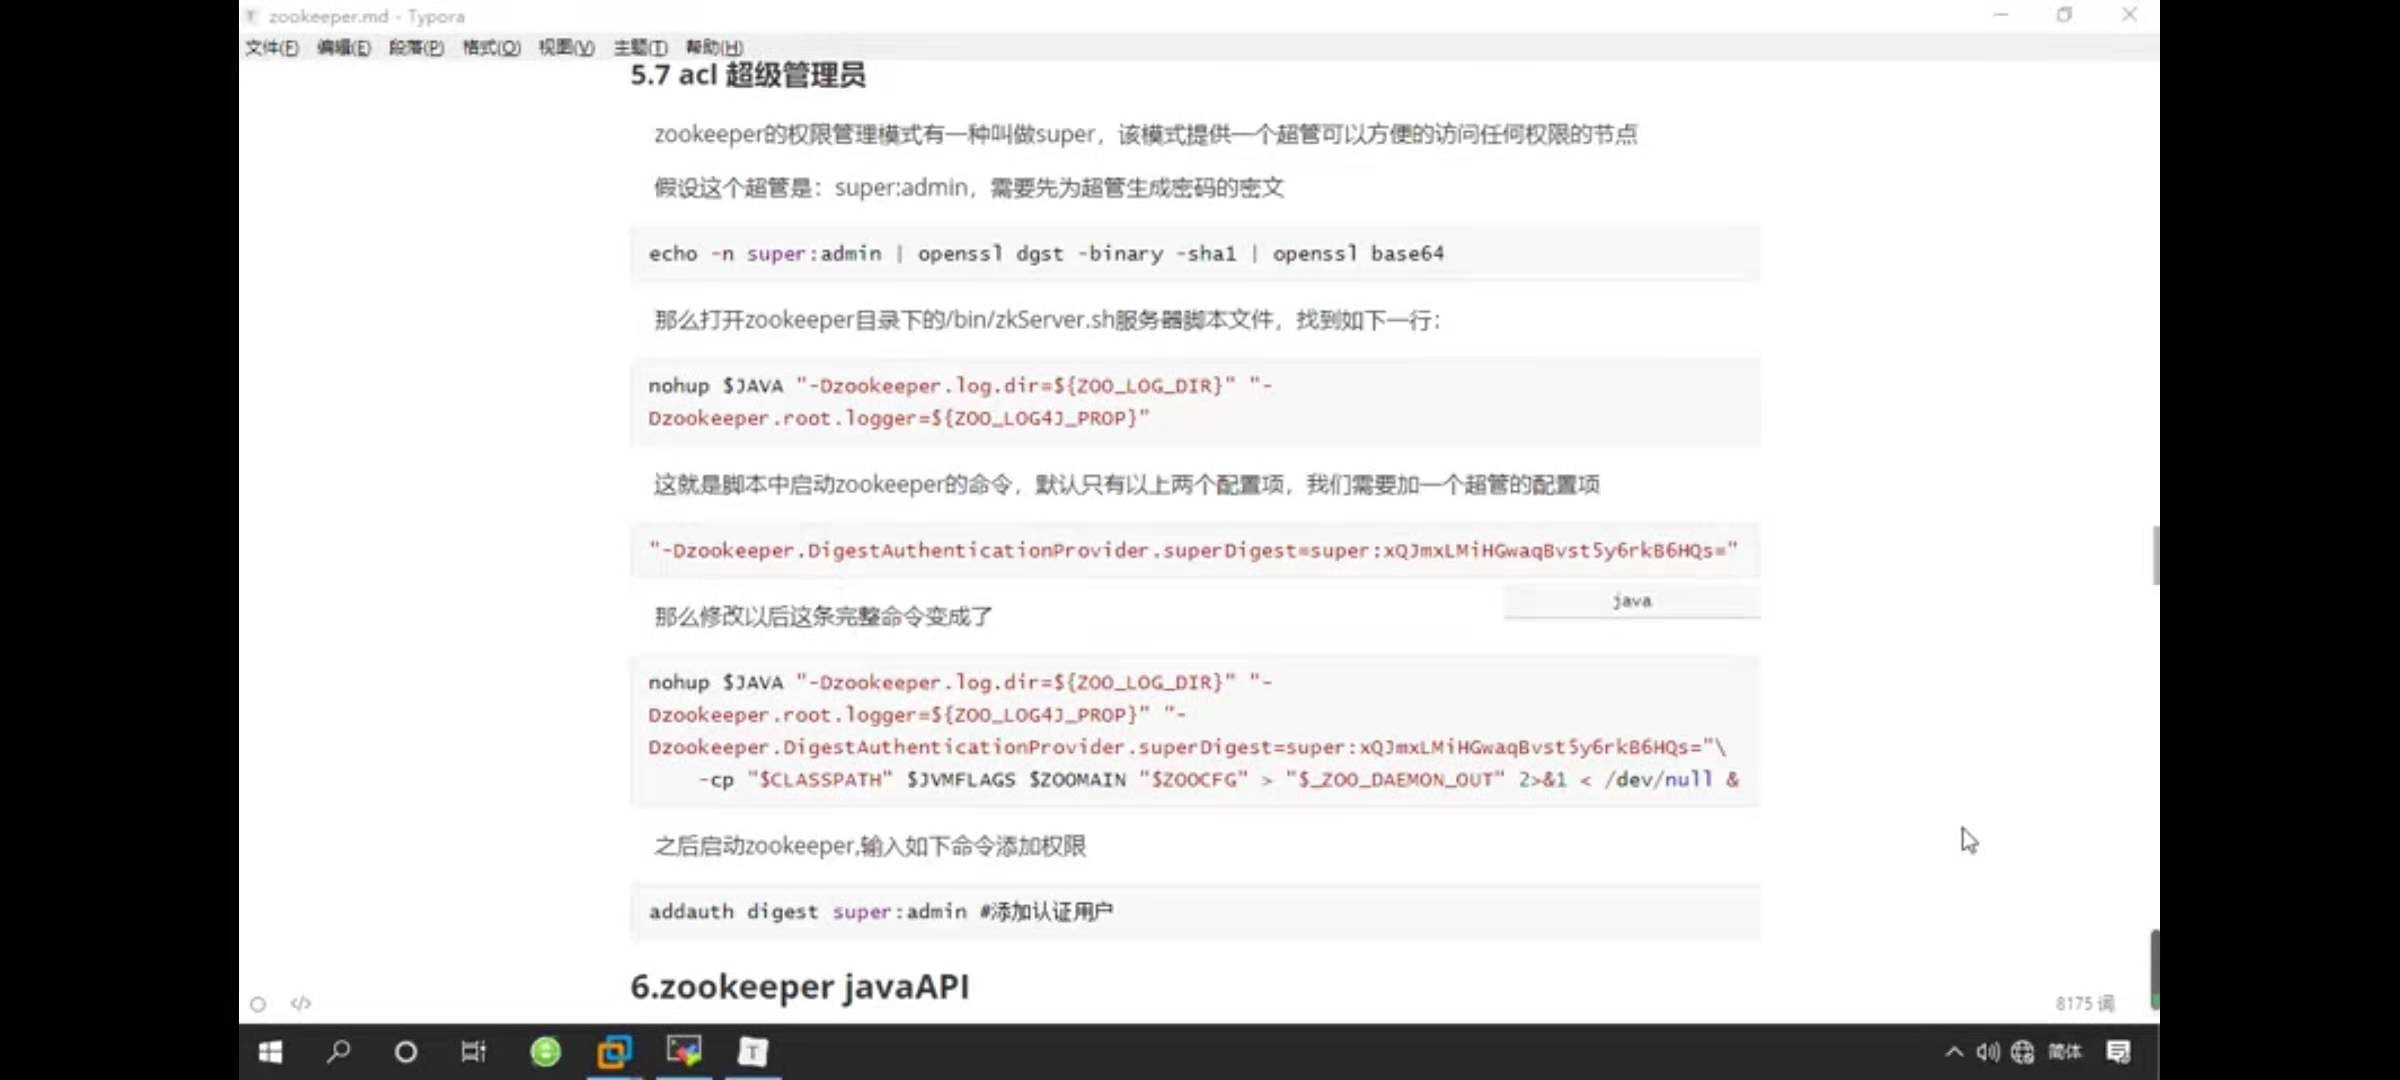 zookeeper.md - Typora
文件(F) 编辑(E) 段落(P) 格式(O) 视图(V) 主题(T) 帮助(H)
5.7 acl 超级管理员
zookeeper的权限管理模式有一种叫做super，该模式提供一个超管可以方便的访问任何权限的节点
假设这个超管是：super:admin，需要先为超管生成密码的密文
echo -n super:admin | openssl dgst -binary -sha1 | openssl base64
那么打开zookeeper目录下的/bin/zkServer.sh服务器脚本文件，找到如下一行：
nohup $JAVA "-Dzookeeper.log.dir=${ZOO_LOG_DIR}" "-
Dzookeeper.root.logger=${ZOO_LOG4J_PROP}"
这就是脚本中启动zookeeper的命令，默认只有以上两个配置项，我们需要加一个超管的配置项
"-Dzookeeper.DigestAuthenticationProvider.superDigest=super:xQJmxLMiHGwaqBvst5y6rkB6HQs="
java
那么修改以后这条完整命令变成了
nohup $JAVA "-Dzookeeper.log.dir=${ZOO_LOG_DIR}" "-
Dzookeeper.root.logger=${ZOO_LOG4J_PROP}" "-
Dzookeeper.DigestAuthenticationProvider.superDigest=super:xQJmxLMiHGwaqBvst5y6rkB6HQs="\
-cp "$CLASSPATH" $JVMFLAGS $ZOOMAIN "$ZOOCFG" > "$_ZOO_DAEMON_OUT" 2>&1 < /dev/null &
之后启动zookeeper,输入如下命令添加权限
addauth digest super:admin #添加认证用户
6.zookeeper javaAPI
8175 词
简体